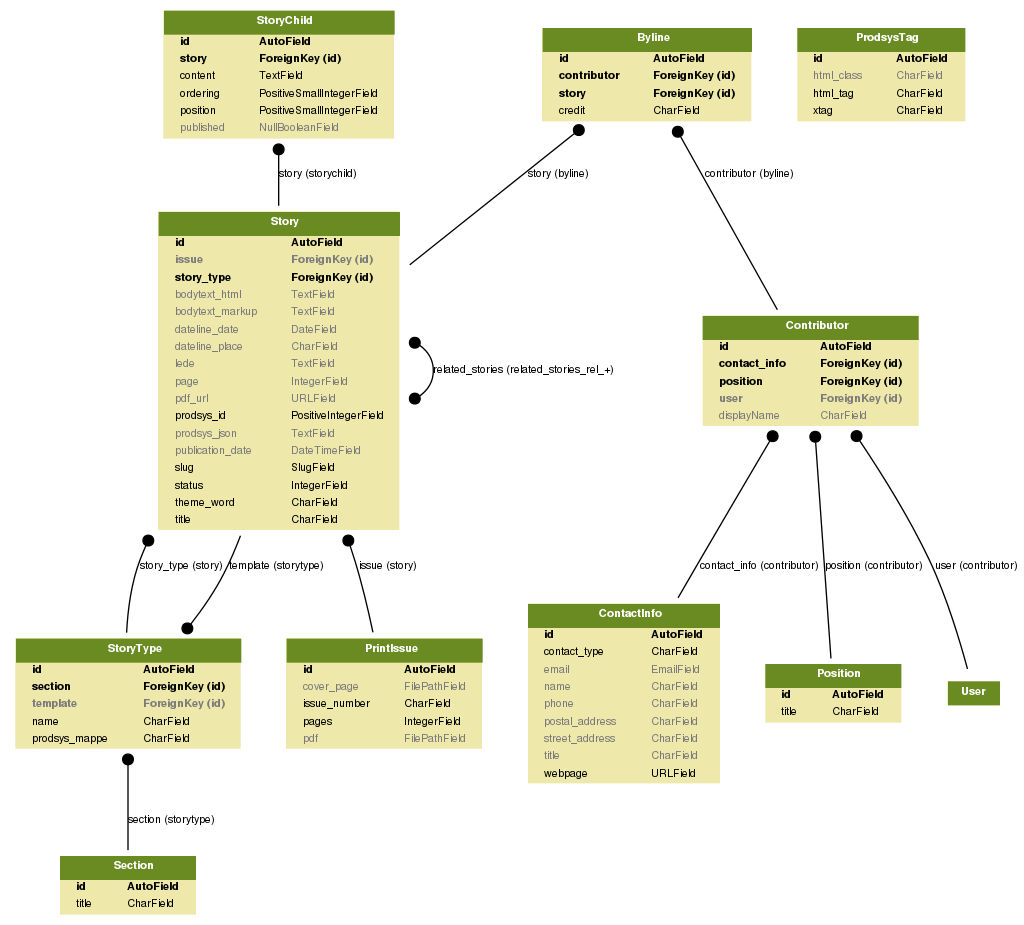 StoryChild
id AutoField
story ForeignKey (id)
content TextField
ordering PositiveSmallIntegerField
position PositiveSmallIntegerField
published NullBooleanField
Byline
id AutoField
contributor ForeignKey (id)
story ForeignKey (id)
credit CharField
ProdsysTag
id AutoField
html_class CharField
html_tag CharField
xtag CharField
story (storychild)
story (byline)
contributor (byline)
Story
id AutoField
issue ForeignKey (id)
story_type ForeignKey (id)
bodytext_html TextField
bodytext_markup TextField
dateline_date DateField
dateline_place CharField
lede TextField
page IntegerField
pdf_url URLField
prodsys_id PositiveIntegerField
prodsys_json TextField
publication_date DateTimeField
slug SlugField
status IntegerField
theme_word CharField
title CharField
related_stories (related_stories_rel_+)
Contributor
id AutoField
contact_info ForeignKey (id)
position ForeignKey (id)
user ForeignKey (id)
displayName CharField
story_type (story)
template (storytype)
issue (story)
contact_info (contributor)
position (contributor)
user (contributor)
StoryType
id AutoField
section ForeignKey (id)
template ForeignKey (id)
name CharField
prodsys_mappe CharField
PrintIssue
id AutoField
cover_page FilePathField
issue_number CharField
pages IntegerField
pdf FilePathField
ContactInfo
id AutoField
contact_type CharField
email EmailField
name CharField
phone CharField
postal_address CharField
street_address CharField
title CharField
webpage URLField
Position
id AutoField
title CharField
User
section (storytype)
Section
id AutoField
title CharField